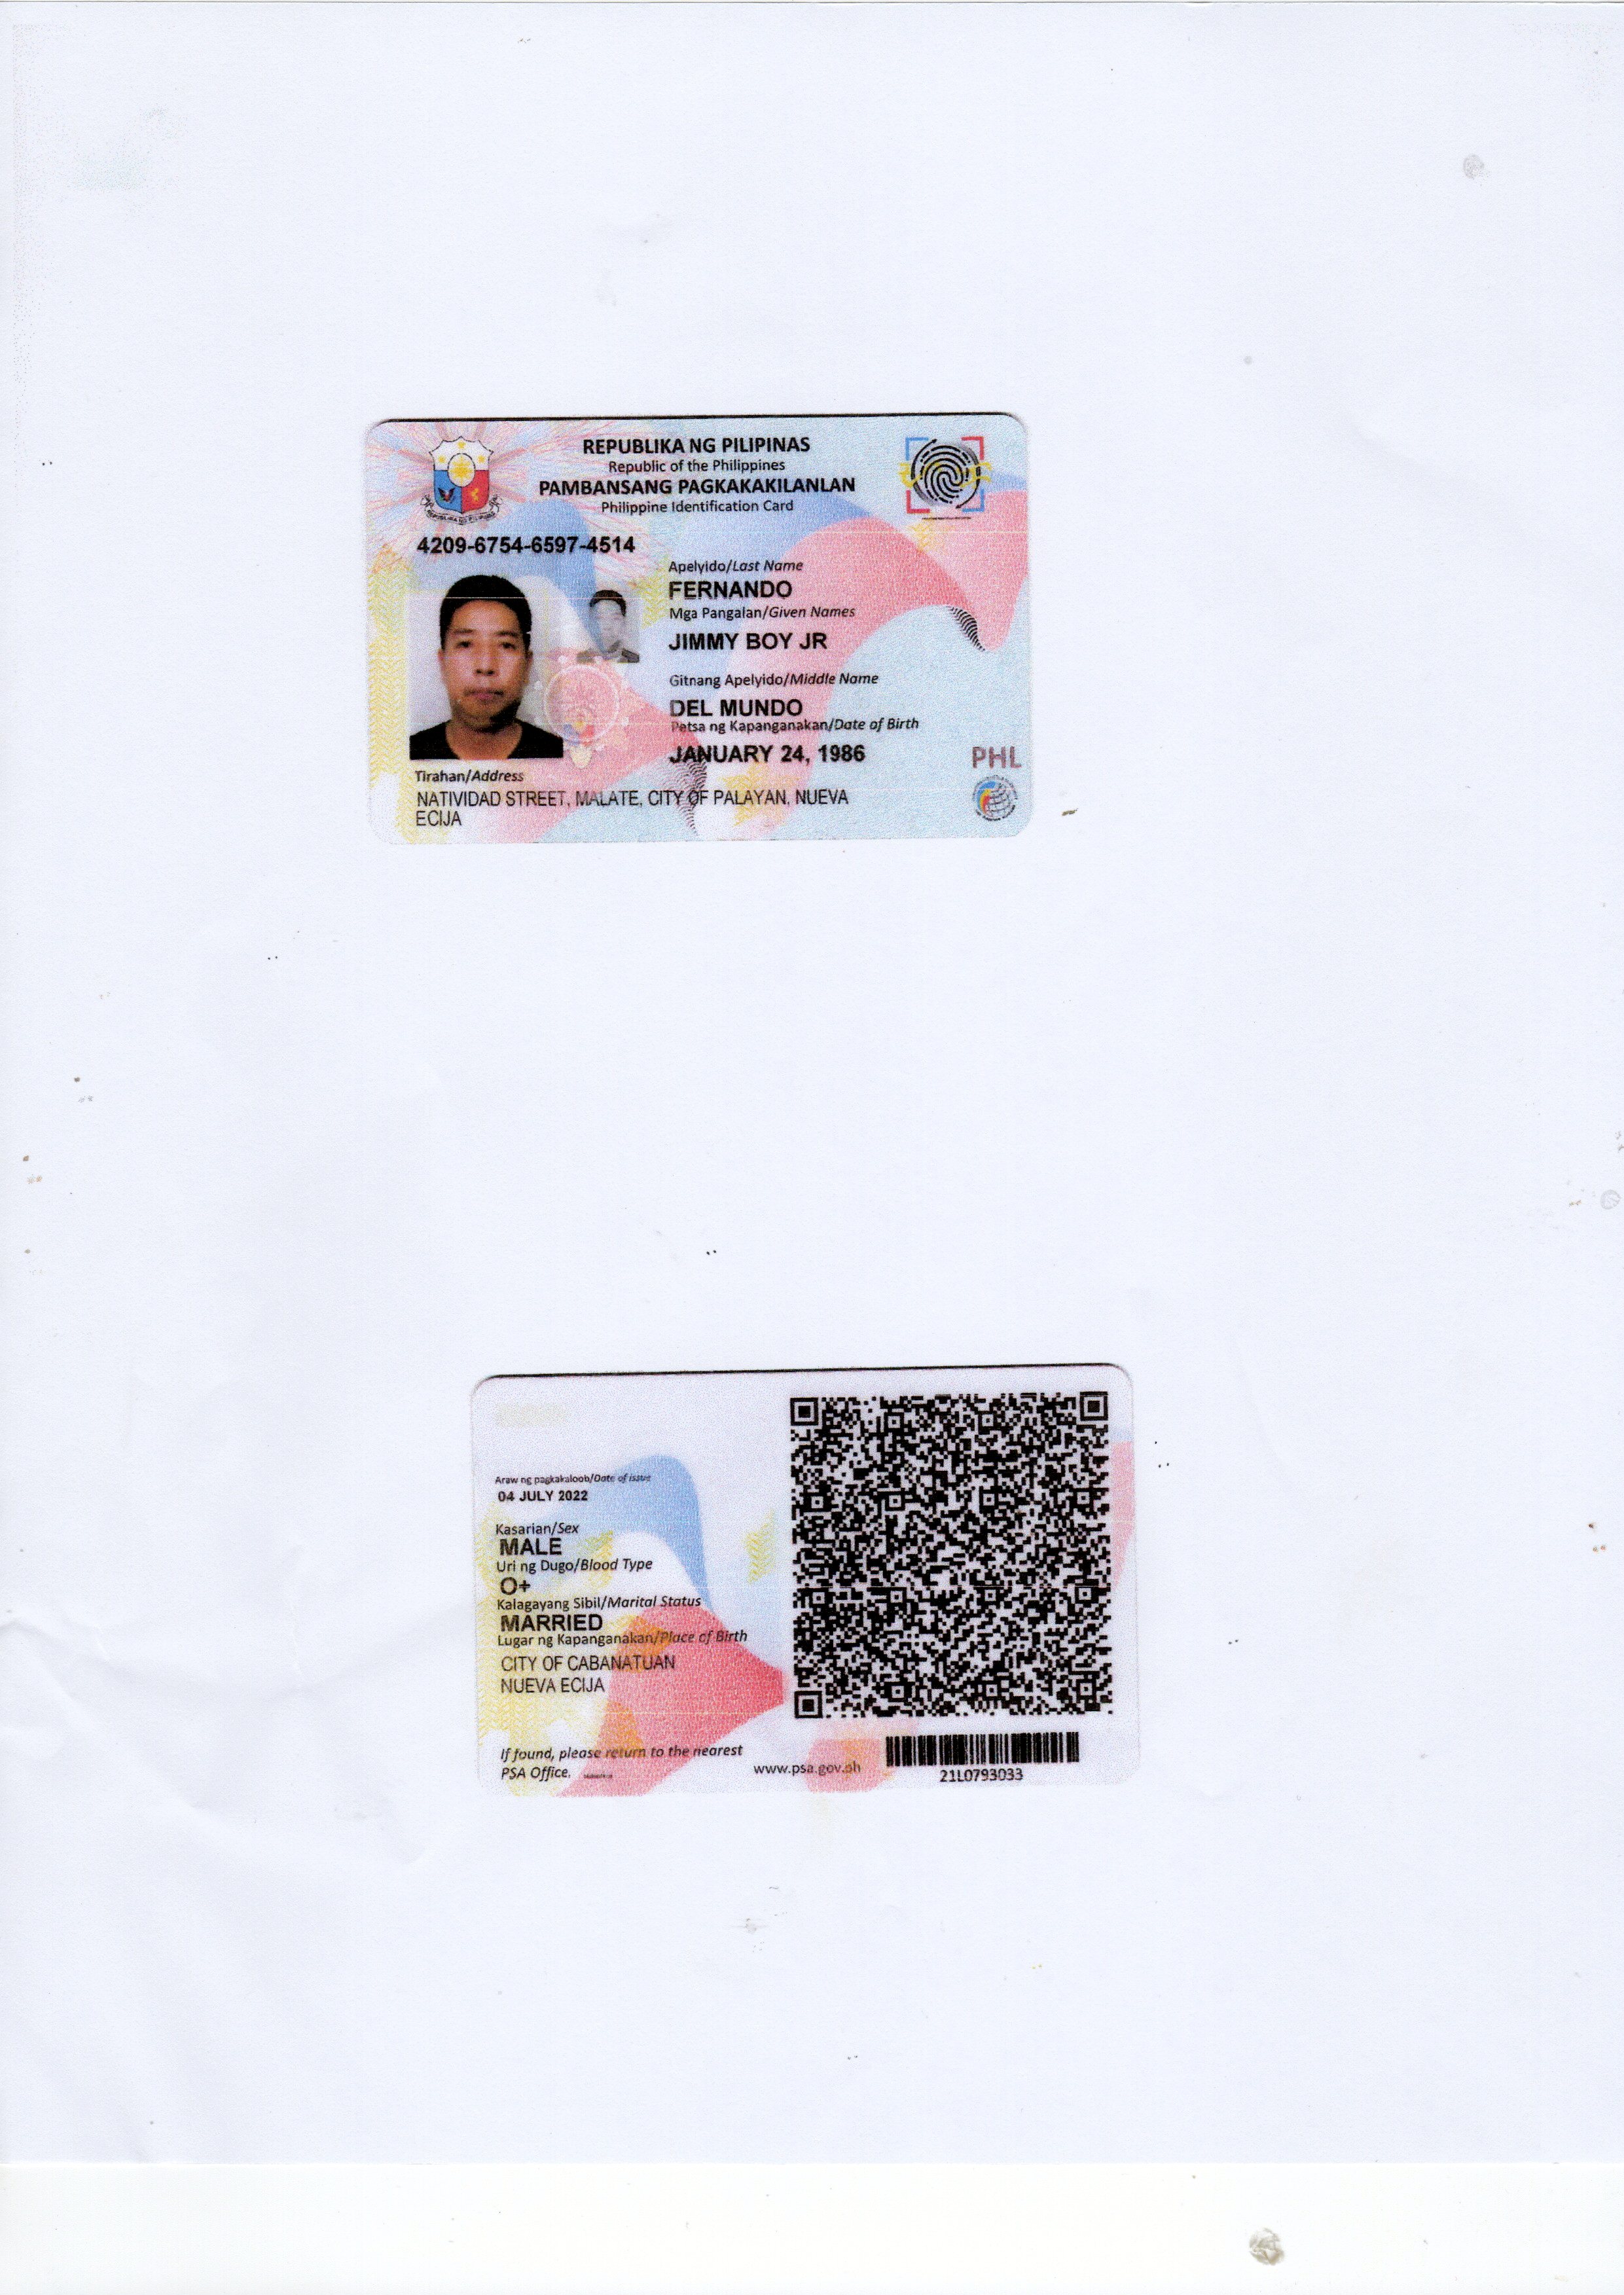 REPUBLIKA NG PILIPINAS
Republic of the Philippines
PAMBANSANG PAGKAKAKILANLAN
Philippine Identification Card
4209-6754-6597-4514
Apelyido/Last Name
FERNANDO
Mga Pangalan/Given Names
JIMMY BOY JR
Gitnang Apelyido/Middle Name
DEL MUNDO
Petsa ng Kapanganakan/Date of Birth
JANUARY 24, 1986
PHL
Tirahan/Address
NATIVIDAD STREET, MALATE, CITY OF PALAYAN, NUEVA
ECIJA
Araw ng pagkakaloob/Date of issue
04 JULY 2022
Kasarian/Sex
MALE
Uri ng Dugo/Blood Type
O+
Kalagayang Sibil/Marital Status
MARRIED
Lugar ng Kapanganakan/Place of Birth
CITY OF CABANATUAN
NUEVA ECIJA
If found, please return to the nearest
PSA Office.
www.psa.gov.ph
21L0793033